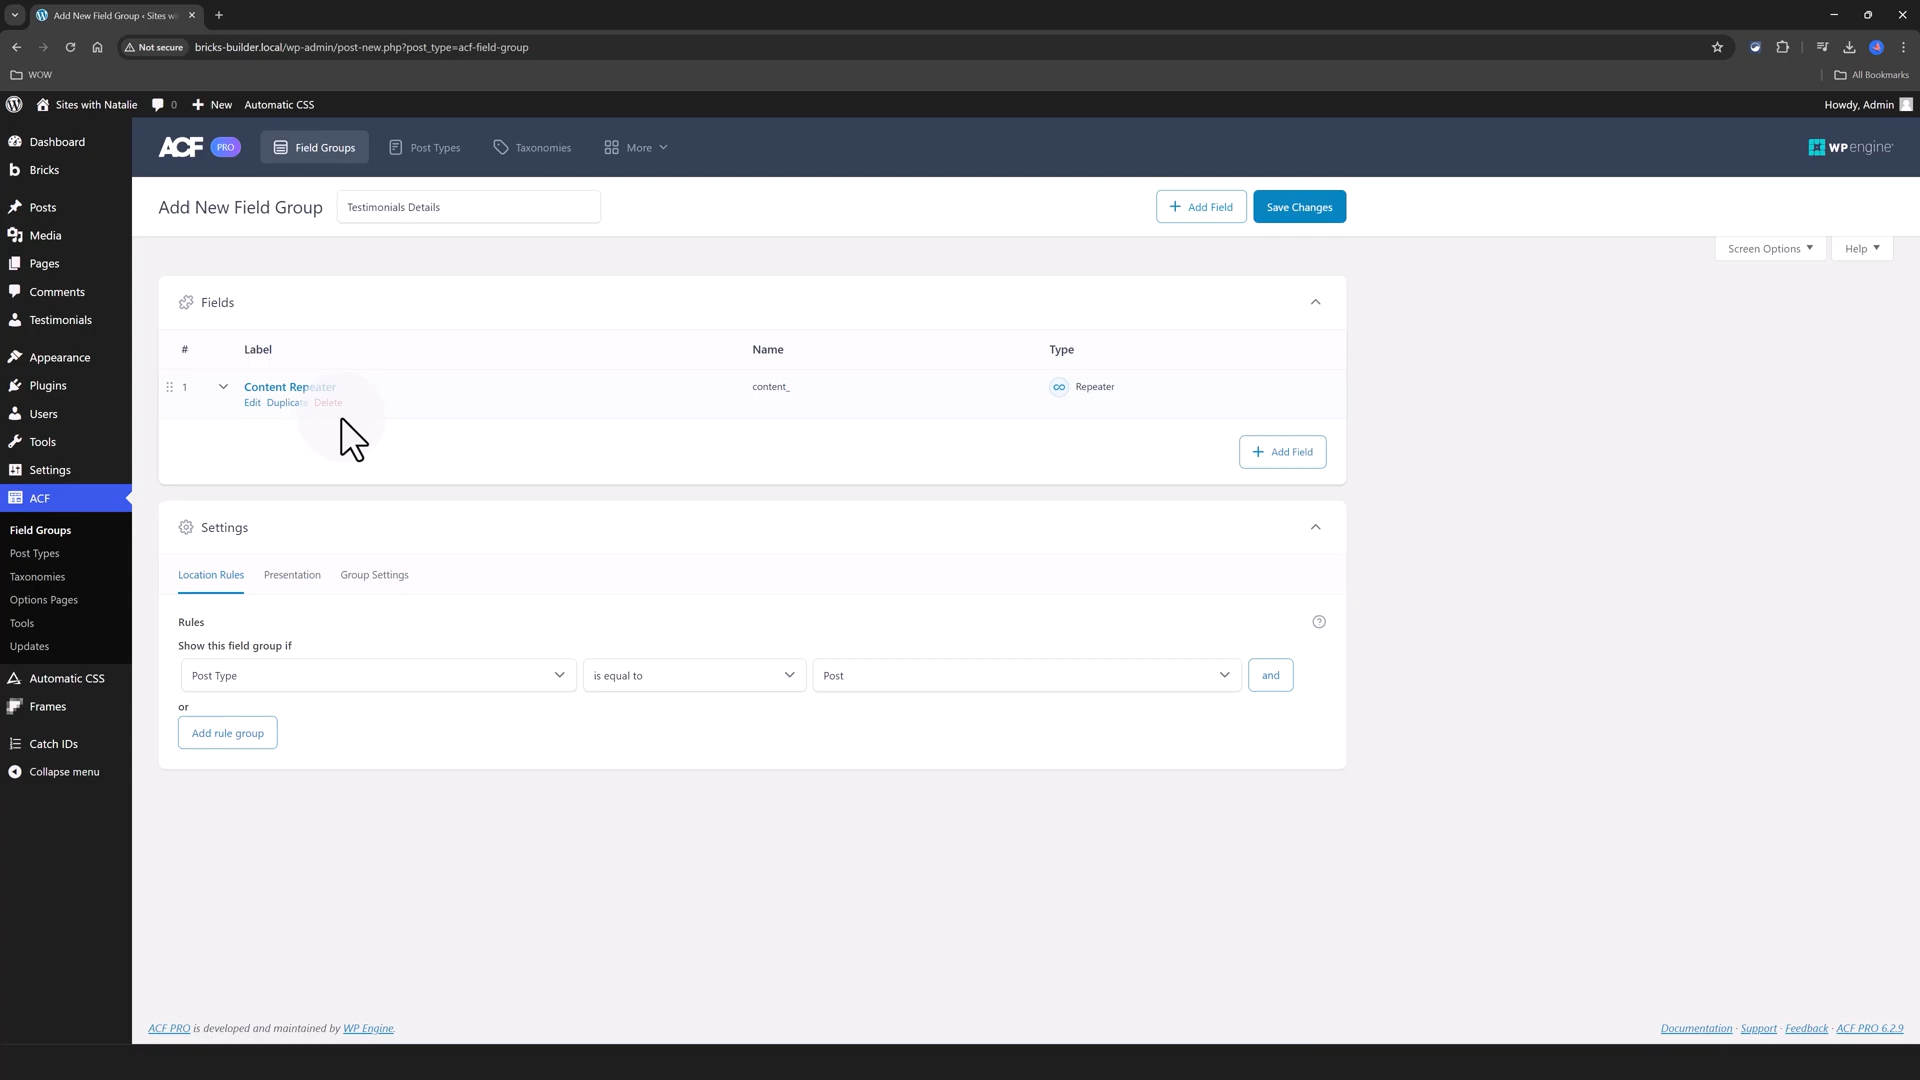 Add New Field Group ‹ Sites wi
Not secure
bricks-builder.local/wp-admin/post-new.php?post_type=acf-field-group
WOW
All Bookmarks
Sites with Natalie
0
New
Automatic CSS
Howdy, Admin
Dashboard
Bricks
Posts
Media
Pages
Comments
Testimonials
Appearance
Plugins
Users
Tools
Settings
ACF
Field Groups
Post Types
Taxonomies
Options Pages
Tools
Updates
Automatic CSS
Frames
Catch IDs
Collapse menu
ACF PRO
Field Groups
Post Types
Taxonomies
More
WP engine
Add New Field Group
Testimonials Details
+ Add Field
Save Changes
Screen Options
Help
Fields
# Label Name Type
1 Content Repeater content_ Repeater
Edit Duplicate Delete
+ Add Field
Settings
Location Rules Presentation Group Settings
Rules
Show this field group if
Post Type is equal to Post and
or
Add rule group
ACF PRO is developed and maintained by WP Engine.
Documentation · Support · Feedback · ACF PRO 6.2.9